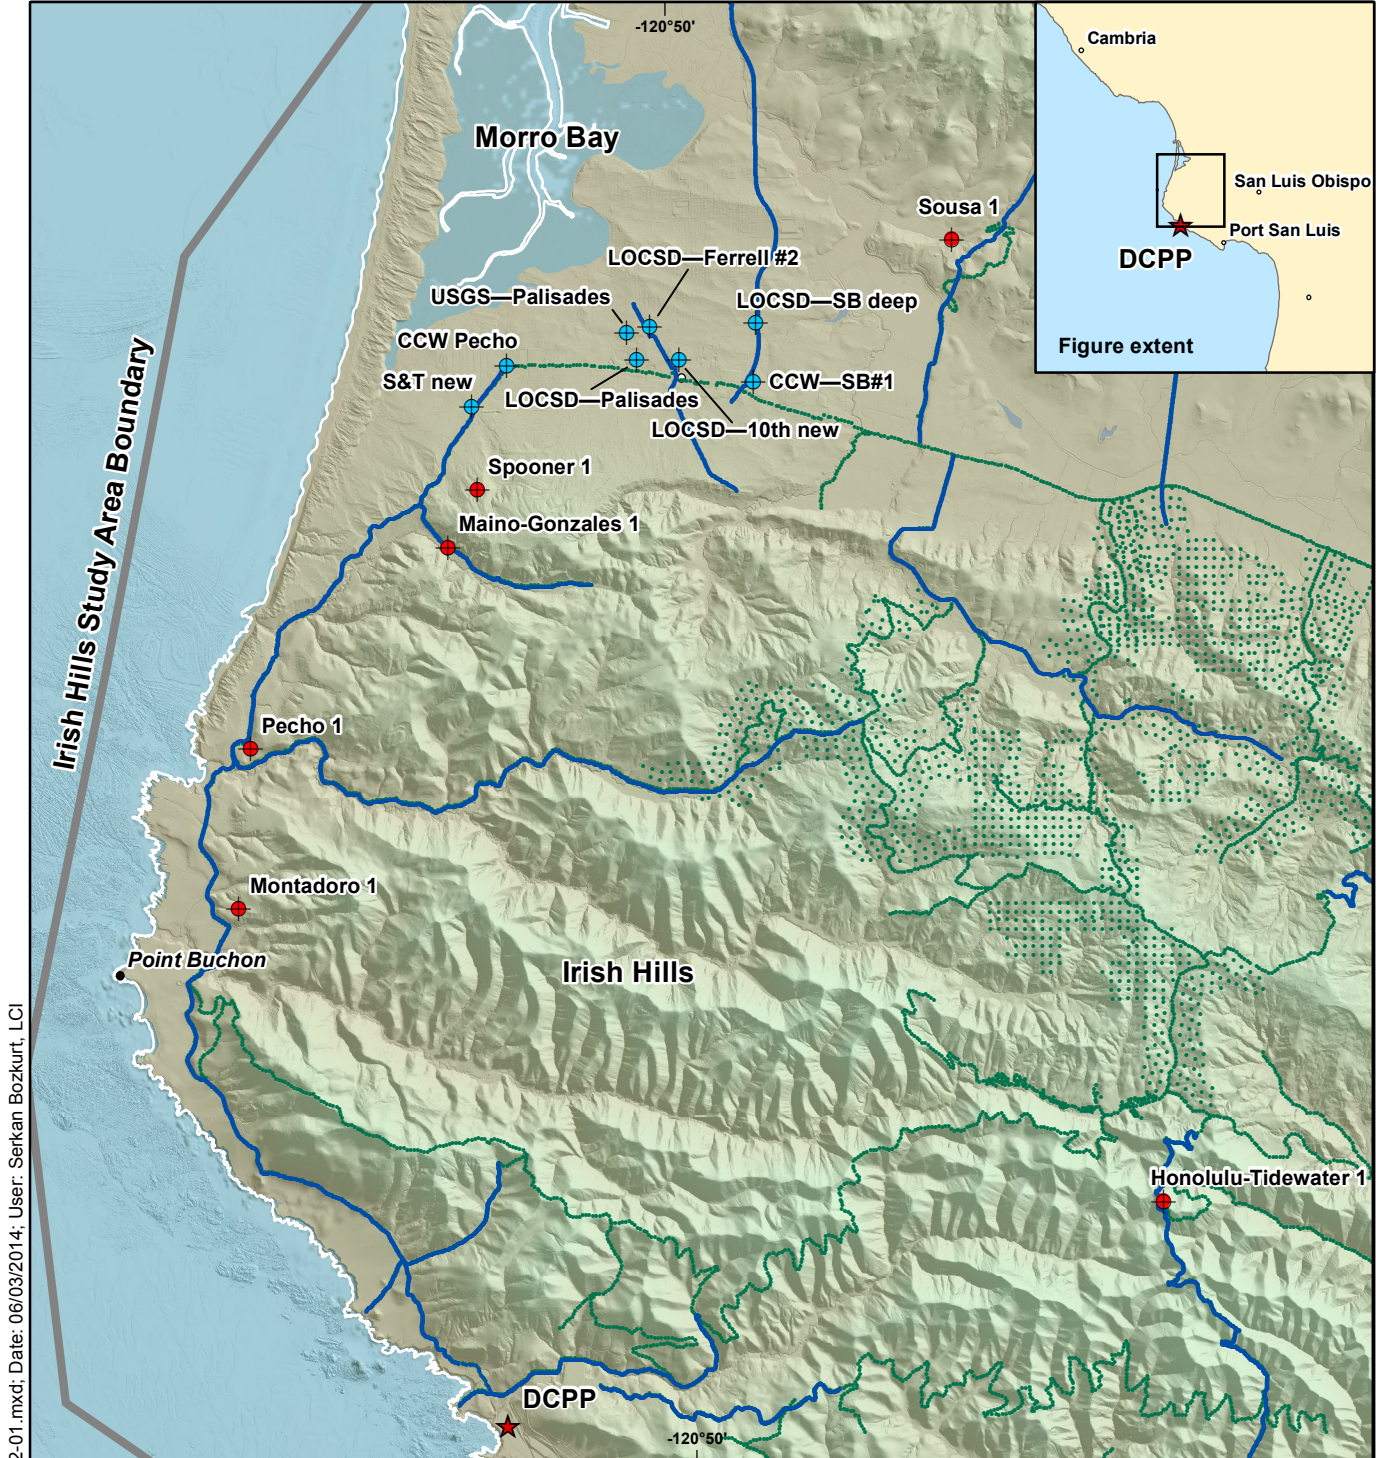 -120°50'
Cambria
Morro Bay
San Luis Obispo
Sousa 1
Port San Luis
DCPP
LOCSD—Ferrell #2
USGS—Palisades
LOCSD—SB deep
CCW Pecho
Figure extent
S&T new
CCW—SB#1
LOCSD—Palisades
LOCSD—10th new
Spooner 1
Maino-Gonzales 1
Irish Hills Study Area Boundary
Pecho 1
Montadoro 1
Point Buchon
Irish Hills
Honolulu-Tidewater 1
DCPP
-120°50'
2-01.mxd; Date: 06/03/2014; User: Serkan Bozkurt, LCI